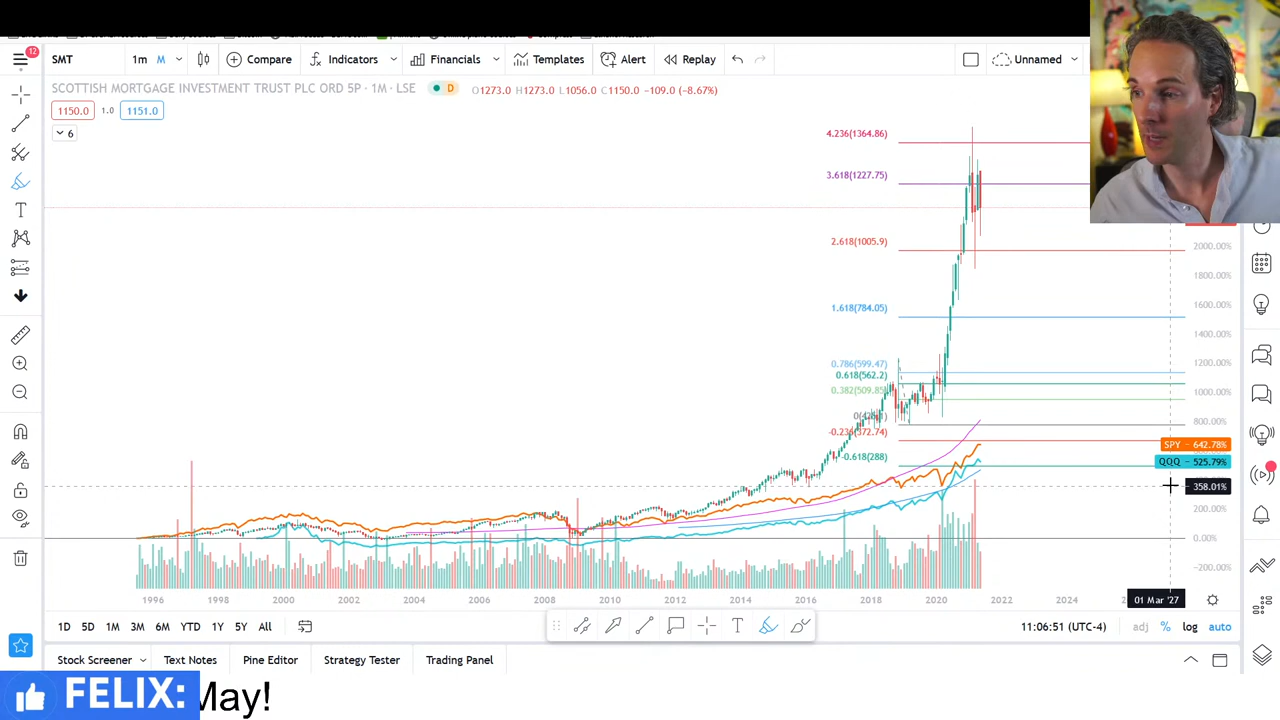 12
SMT 1m M Compare Indicators Financials Templates Alert Replay Unnamed
SCOTTISH MORTGAGE INVESTMENT TRUST PLC ORD 5P · 1M · LSE D O1273.0 H1273.0 L1056.0 C1150.0 −109.0 (−8.67%)
1150.0 1.0 1151.0
6
4.236(1364.86)
3.618(1227.75)
2.618(1005.9)
1.618(784.05)
0.786(599.47)
0.618(562.2)
0.382(509.85)
-0.618(288)
2000.00%
1800.00%
1600.00%
1400.00%
1200.00%
1000.00%
800.00%
SPY − 642.78%
QQQ − 525.79%
358.01%
200.00%
0.00%
−200.00%
1996 1998 2000 2002 2004 2006 2008 2010 2012 2014 2016 2018 2020 2022 2024 01 Mar '27
1D 5D 1M 3M 6M YTD 1Y 5Y All 11:06:51 (UTC-4) adj % log auto
Stock Screener Text Notes Pine Editor Strategy Tester Trading Panel
FELIX: May!